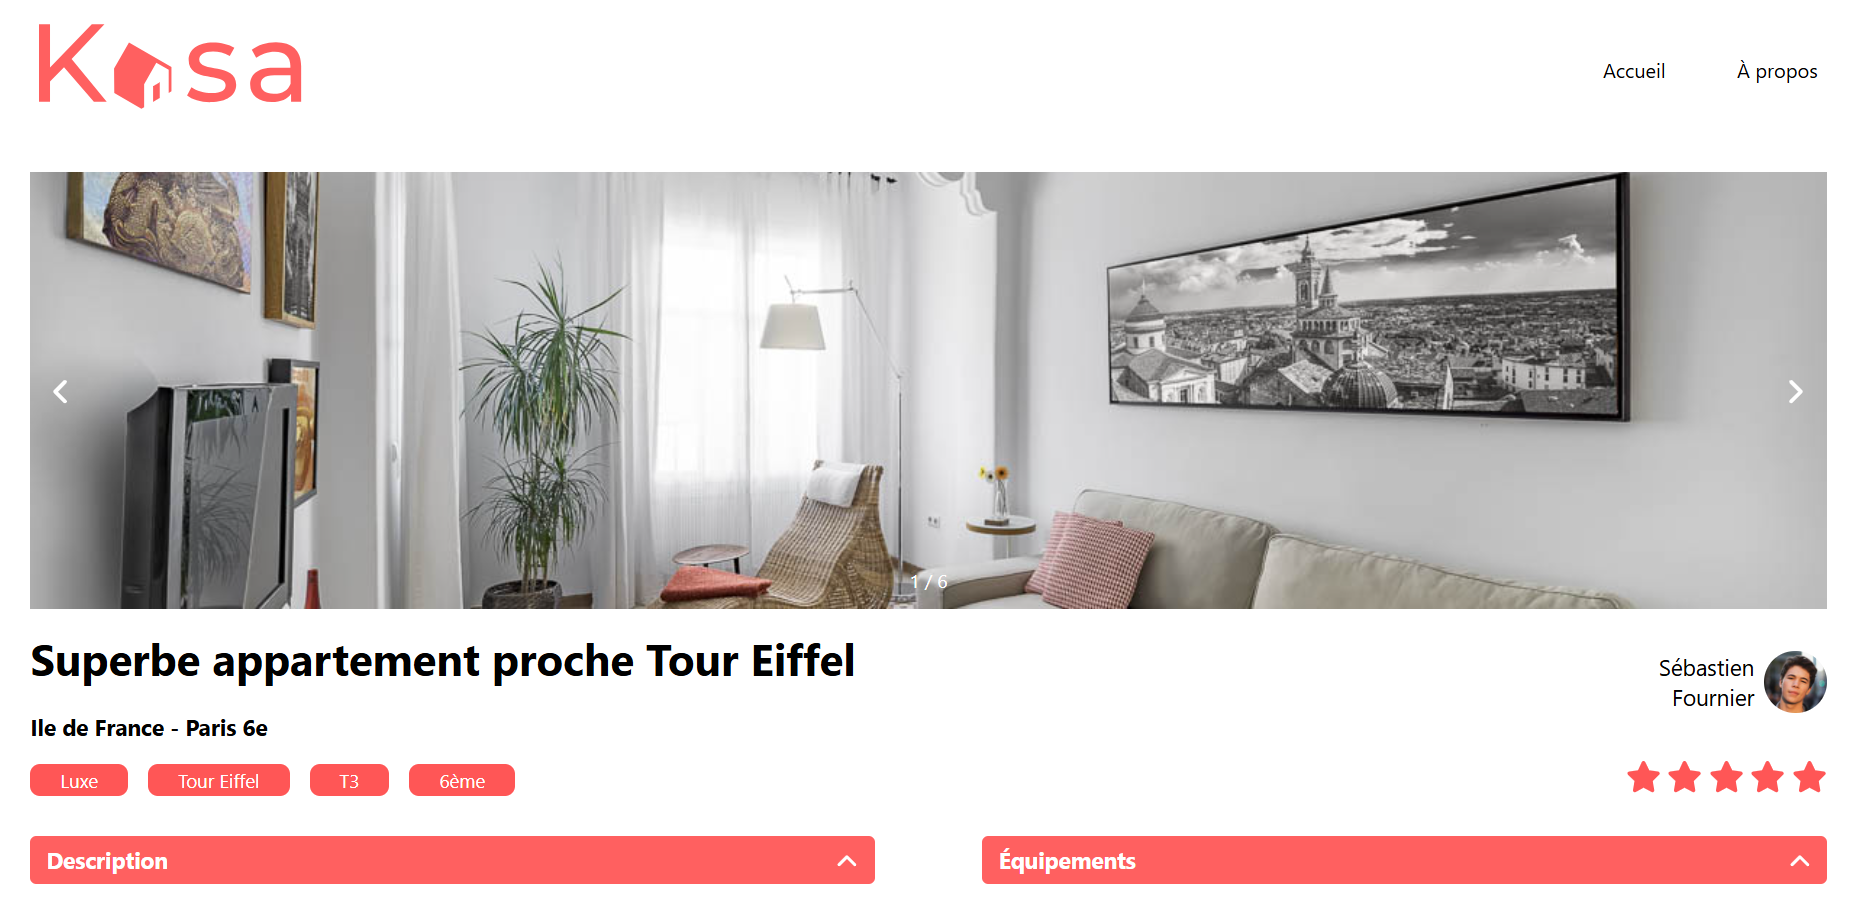 Kasa
Accueil
À propos
1 / 6
Superbe appartement proche Tour Eiffel
Sébastien
Fournier
Ile de France - Paris 6e
Luxe
Tour Eiffel
T3
6ème
Description
Équipements